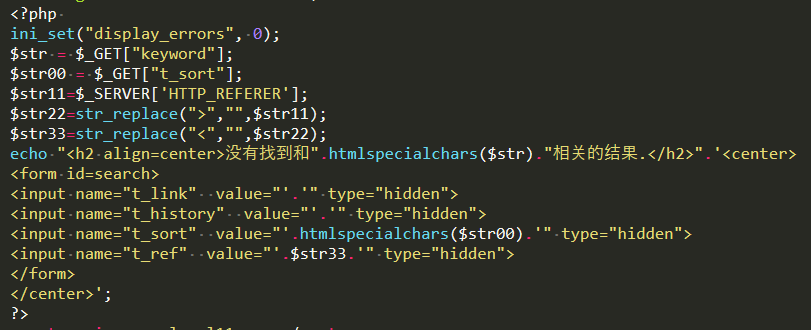 <?php
ini_set("display_errors", 0);
$str = $_GET["keyword"];
$str00 = $_GET["t_sort"];
$str11=$_SERVER['HTTP_REFERER'];
$str22=str_replace(">","",$str11);
$str33=str_replace("<","",$str22);
echo "<h2 align=center>没有找到和".htmlspecialchars($str)."相关的结果.</h2>".'<center>
<form id=search>
<input name="t_link"  value="'.'" type="hidden">
<input name="t_history"  value="'.'" type="hidden">
<input name="t_sort"  value="'.htmlspecialchars($str00).'" type="hidden">
<input name="t_ref"  value="'.$str33.'" type="hidden">
</form>
</center>';
?>